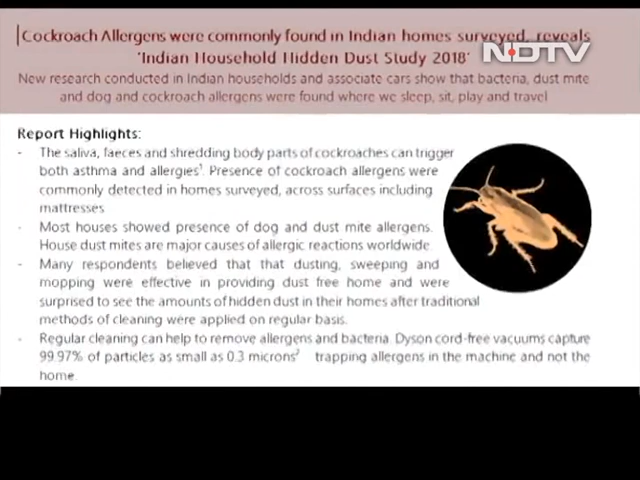 Cockroach Allergens were commonly found in Indian homes surveyed, reveals
'Indian Household Hidden Dust Study 2018'
NDTV
New research conducted in Indian households and associate cars show that bacteria, dust mite
and dog and cockroach allergens were found where we sleep, sit, play and travel
Report Highlights:
- The saliva, faeces and shredding body parts of cockroaches can trigger
both asthma and allergies¹. Presence of cockroach allergens were
commonly detected in homes surveyed, across surfaces including
mattresses
- Most houses showed presence of dog and dust mite allergens.
House dust mites are major causes of allergic reactions worldwide
- Many respondents believed that that dusting, sweeping and
mopping were effective in providing dust free home and were
surprised to see the amounts of hidden dust in their homes after traditional
methods of cleaning were applied on regular basis.
- Regular cleaning can help to remove allergens and bacteria. Dyson cord-free vacuums capture
99.97% of particles as small as 0.3 microns² trapping allergens in the machine and not the
home.